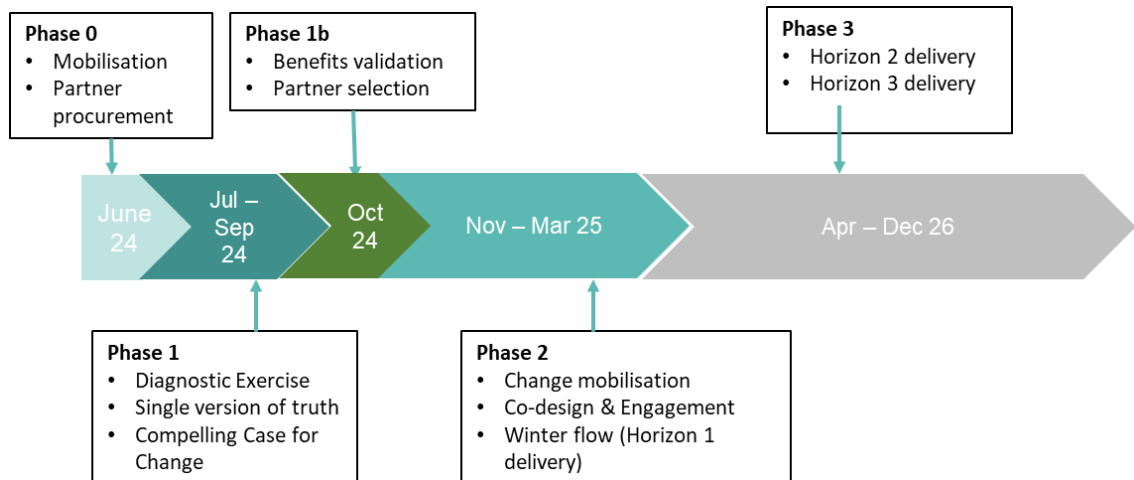 Phase 0
• Mobilisation
• Partner
procurement
Phase 1b
• Benefits validation
• Partner selection
Phase 3
• Horizon 2 delivery
• Horizon 3 delivery
June
24
Jul –
Sep
24
Oct
24
Nov – Mar 25
Apr – Dec 26
Phase 1
• Diagnostic Exercise
• Single version of truth
• Compelling Case for
Change
Phase 2
• Change mobilisation
• Co-design & Engagement
• Winter flow (Horizon 1
delivery)